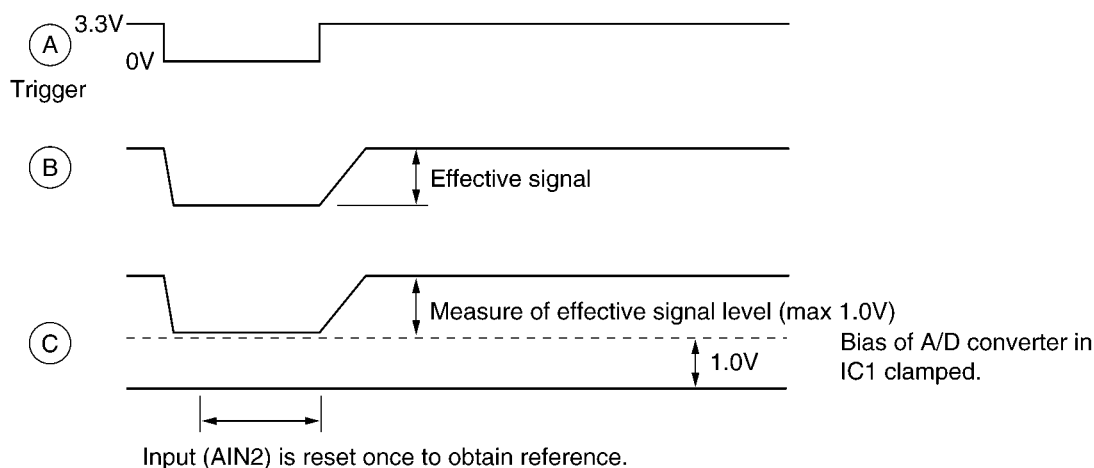 3.3V
A
0V
Trigger
B
Effective signal
Measure of effective signal level (max 1.0V)
C
Bias of A/D converter in
1.0V
IC1 clamped.
Input (AIN2) is reset once to obtain reference.